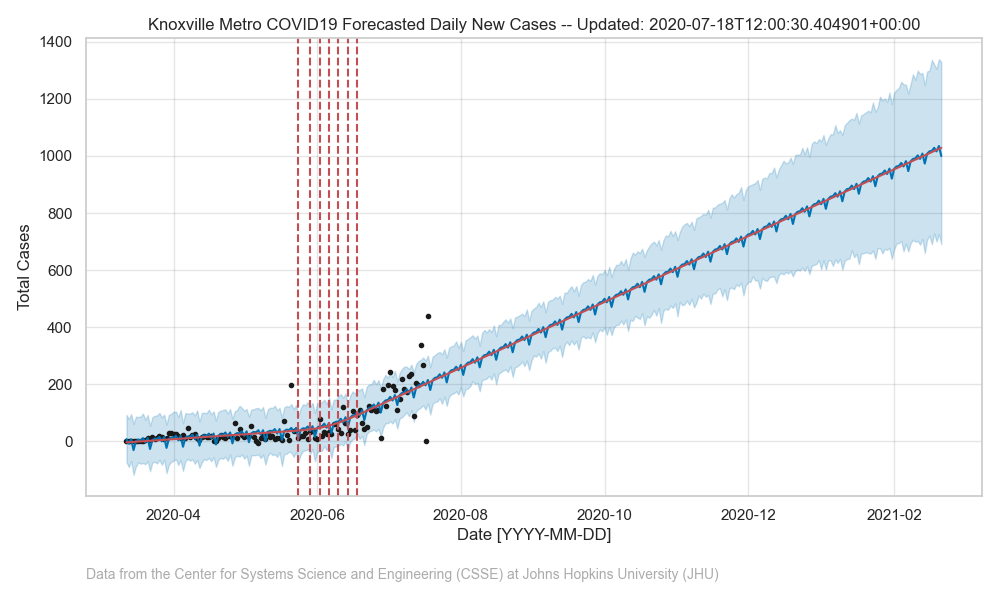 Knoxville Metro COVID19 Forecasted Daily New Cases -- Updated: 2020-07-18T12:00:30.404901+00:00
1400
1200
1000
800
600
400
200
0
Total Cases
2020-04 2020-06 2020-08 2020-10 2020-12 2021-02
Date [YYYY-MM-DD]
Data from the Center for Systems Science and Engineering (CSSE) at Johns Hopkins University (JHU)